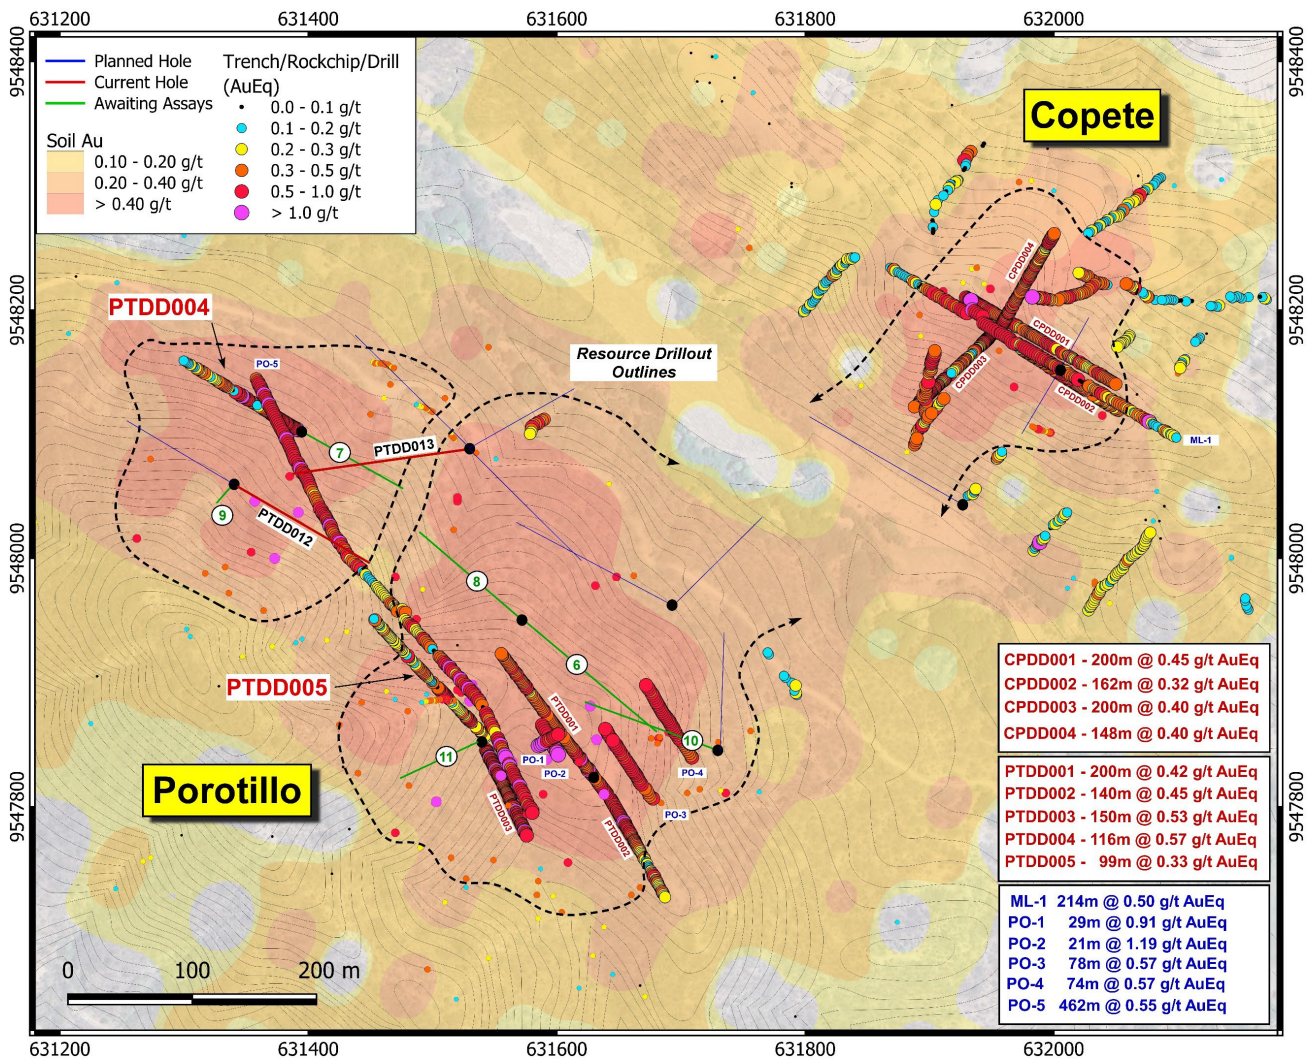 631200 631400 631600 631800 632000
9548400 9548400
Planned Hole
Current Hole
Awaiting Assays
Soil Au
0.10 - 0.20 g/t
0.20 - 0.40 g/t
> 0.40 g/t
Trench/Rockchip/Drill
(AuEq)
0.0 - 0.1 g/t
0.1 - 0.2 g/t
0.2 - 0.3 g/t
0.3 - 0.5 g/t
0.5 - 1.0 g/t
> 1.0 g/t
Copete
9548200 9548200
CPDD004
CPDD001
CPDD003
CPDD002
ML-1
PTDD004
PO-5
Resource Drillout
Outlines
7
PTDD013
9
PTDD012
9548000 9548000
8
6
PTDD005
PTDD001
10
11
PO-1
PO-2
PO-4
PO-3
PTDD003
PTDD002
Porotillo
9547800 9547800
CPDD001 - 200m @ 0.45 g/t AuEq
CPDD002 - 162m @ 0.32 g/t AuEq
CPDD003 - 200m @ 0.40 g/t AuEq
CPDD004 - 148m @ 0.40 g/t AuEq
PTDD001 - 200m @ 0.42 g/t AuEq
PTDD002 - 140m @ 0.45 g/t AuEq
PTDD003 - 150m @ 0.53 g/t AuEq
PTDD004 - 116m @ 0.57 g/t AuEq
PTDD005 - 99m @ 0.33 g/t AuEq
ML-1 214m @ 0.50 g/t AuEq
PO-1 29m @ 0.91 g/t AuEq
PO-2 21m @ 1.19 g/t AuEq
PO-3 78m @ 0.57 g/t AuEq
PO-4 74m @ 0.57 g/t AuEq
PO-5 462m @ 0.55 g/t AuEq
0 100 200 m
631200 631400 631600 631800 632000